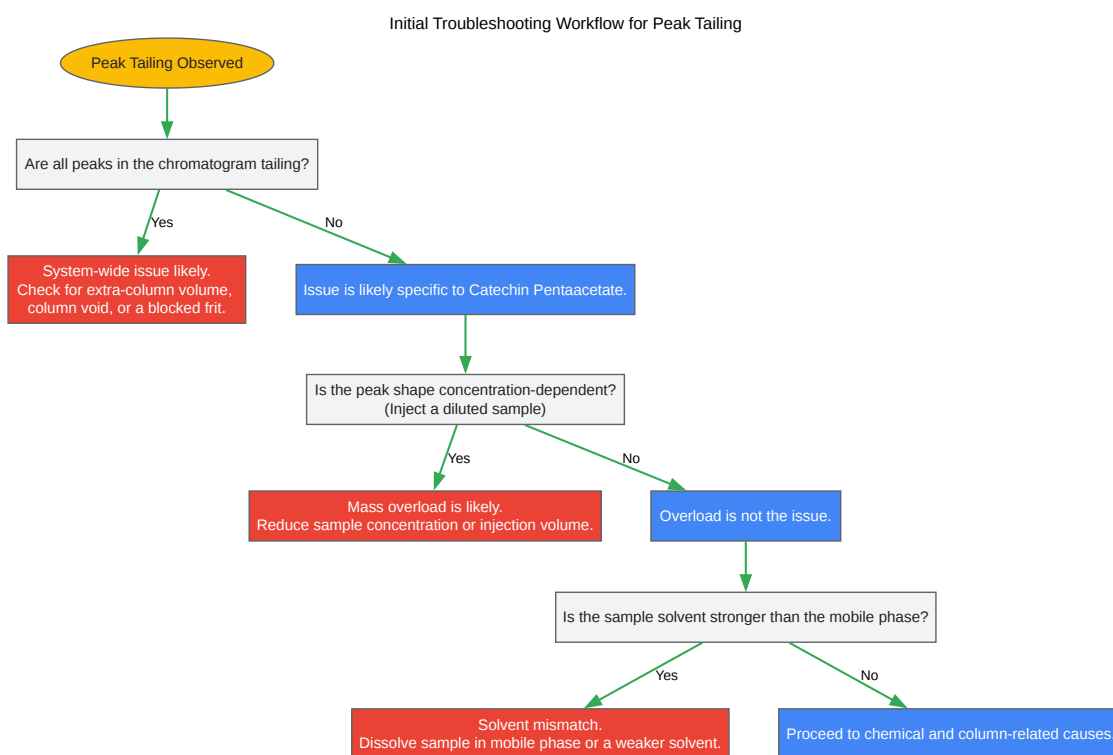 Initial Troubleshooting Workflow for Peak Tailing
Peak Tailing Observed
Are all peaks in the chromatogram tailing?
Yes
No
System-wide issue likely.
Check for extra-column volume,
column void, or a blocked frit.
Issue is likely specific to Catechin Pentaacetate.
Is the peak shape concentration-dependent?
(Inject a diluted sample)
Yes
No
Mass overload is likely.
Reduce sample concentration or injection volume.
Overload is not the issue.
Is the sample solvent stronger than the mobile phase?
Yes
No
Solvent mismatch.
Dissolve sample in mobile phase or a weaker solvent.
Proceed to chemical and column-related causes